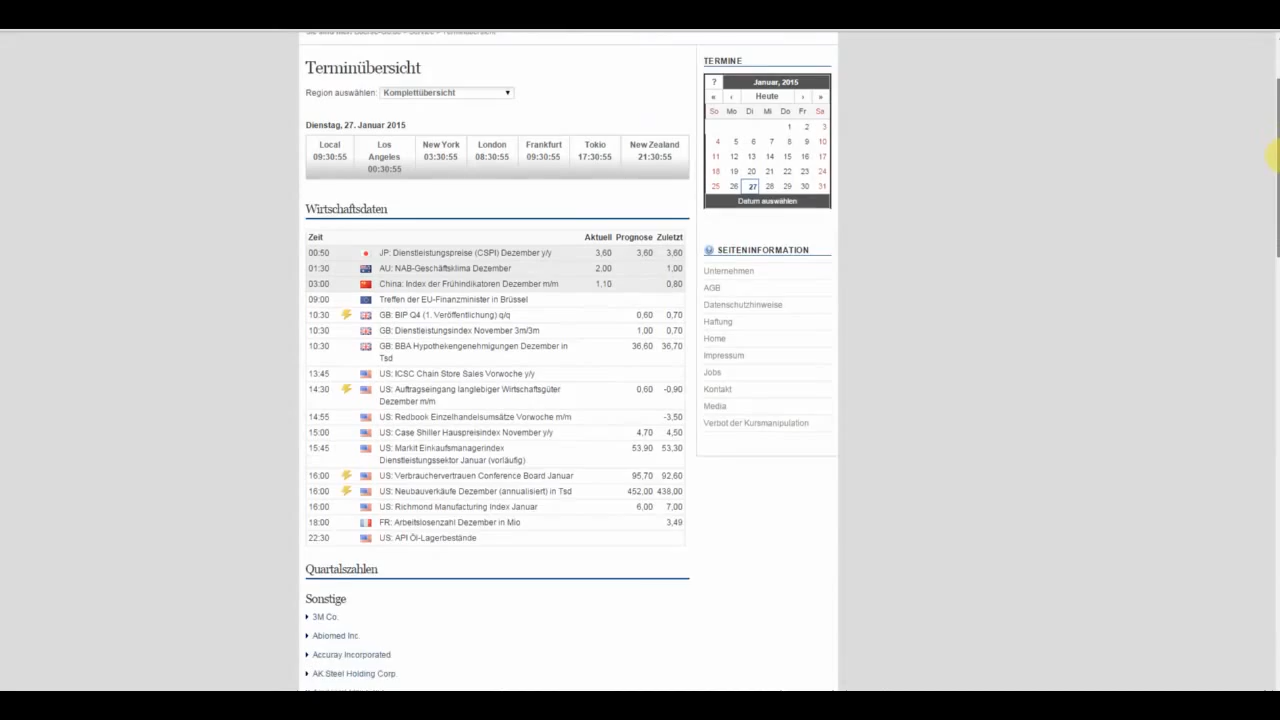 Terminübersicht
Region auswählen: Komplettübersicht
Dienstag, 27. Januar 2015
Local Los Angeles New York London Frankfurt Tokio New Zealand
09:30:55 00:30:55 03:30:55 08:30:55 09:30:55 17:30:55 21:30:55
Wirtschaftsdaten
Zeit Aktuell Prognose Zuletzt
00:50 JP: Dienstleistungspreise (CSPI) Dezember y/y 3,60 3,60 3,60
01:30 AU: NAB-Geschäftsklima Dezember 2,00 1,00
03:00 China: Index der Frühindikatoren Dezember m/m 1,10 0,80
09:00 Treffen der EU-Finanzminister in Brüssel
10:30 GB: BIP Q4 (1. Veröffentlichung) q/q 0,60 0,70
10:30 GB: Dienstleistungsindex November 3m/3m 1,00 0,70
10:30 GB: BBA Hypothekengenehmigungen Dezember in 36,60 36,70
Tsd
13:45 US: ICSC Chain Store Sales Vorwoche y/y
14:30 US: Auftragseingang langlebiger Wirtschaftsgüter 0,60 -0,90
Dezember m/m
14:55 US: Redbook Einzelhandelsumsätze Vorwoche m/m -3,50
15:00 US: Case Shiller Hauspreisindex November y/y 4,70 4,50
15:45 US: Markit Einkaufsmanagerindex 53,90 53,30
Dienstleistungssektor Januar (vorläufig)
16:00 US: Verbrauchervertrauen Conference Board Januar 95,70 92,60
16:00 US: Neubauverkäufe Dezember (annualisiert) in Tsd 452,00 438,00
16:00 US: Richmond Manufacturing Index Januar 6,00 7,00
18:00 FR: Arbeitslosenzahl Dezember in Mio 3,49
22:30 US: API Öl-Lagerbestände
Quartalszahlen
Sonstige
3M Co.
Abiomed Inc.
Accuray Incorporated
AK Steel Holding Corp
TERMINE
? Januar, 2015
« ‹ Heute › »
So Mo Di Mi Do Fr Sa
1 2 3
4 5 6 7 8 9 10
11 12 13 14 15 16 17
18 19 20 21 22 23 24
25 26 27 28 29 30 31
Datum auswählen
SEITENINFORMATION
Unternehmen
AGB
Datenschutzhinweise
Haftung
Home
Impressum
Jobs
Kontakt
Media
Verbot der Kursmanipulation